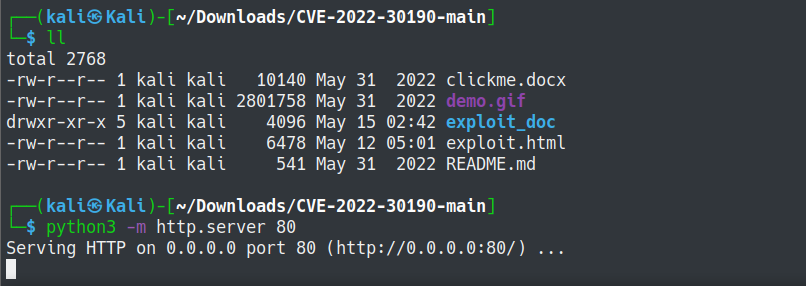 ┌──(kali㉿Kali)-[~/Downloads/CVE-2022-30190-main]
└─$ ll
total 2768
-rw-r--r-- 1 kali kali   10140 May 31  2022 clickme.docx
-rw-r--r-- 1 kali kali 2801758 May 31  2022 demo.gif
drwxr-xr-x 5 kali kali    4096 May 15 02:42 exploit_doc
-rw-r--r-- 1 kali kali    6478 May 12 05:01 exploit.html
-rw-r--r-- 1 kali kali     541 May 31  2022 README.md
┌──(kali㉿Kali)-[~/Downloads/CVE-2022-30190-main]
└─$ python3 -m http.server 80
Serving HTTP on 0.0.0.0 port 80 (http://0.0.0.0:80/) ...